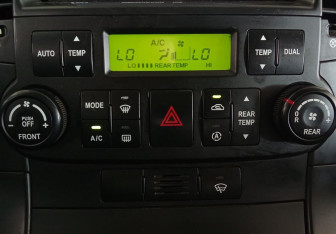 AUTO
TEMP
A/C
LO
LO
LO
REAR TEMP
HI
TEMP
DUAL
MODE
A/C
PUSH
OFF
FRONT
REAR
TEMP
A
REAR